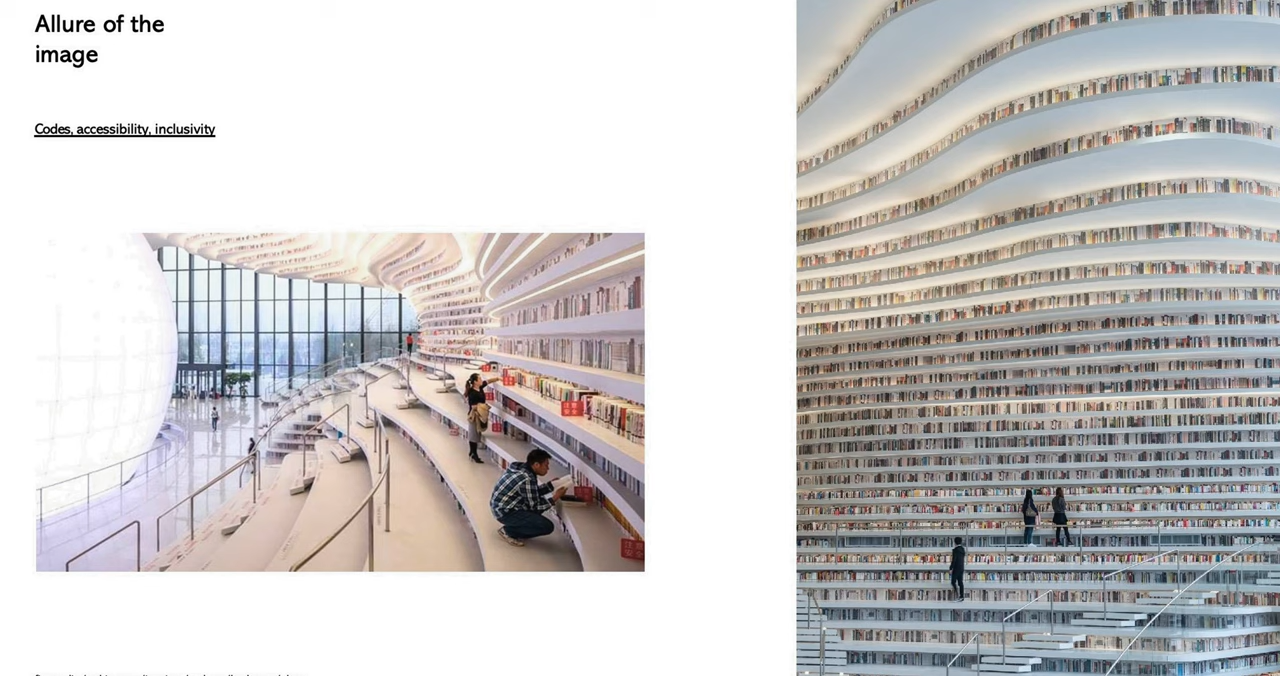 Allure of the
image
Codes, accessibility, inclusivity